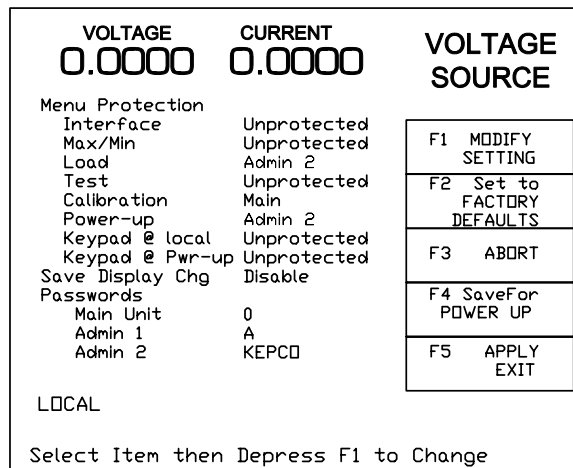 VOLTAGE CURRENT
0.0000 0.0000
VOLTAGE
SOURCE
Menu Protection
Interface Unprotected
Max/Min Unprotected
Load Admin 2
Test Unprotected
Calibration Main
Power-up Admin 2
Keypad @ local Unprotected
Keypad @ Pwr-up Unprotected
Save Display Chg Disable
Passwords
Main Unit 0
Admin 1 A
Admin 2 KEPCO
F1 MODIFY
SETTING
F2 Set to
FACTORY
DEFAULTS
F3 ABORT
F4 SaveFor
POWER UP
F5 APPLY
EXIT
LOCAL
Select Item then Depress F1 to Change